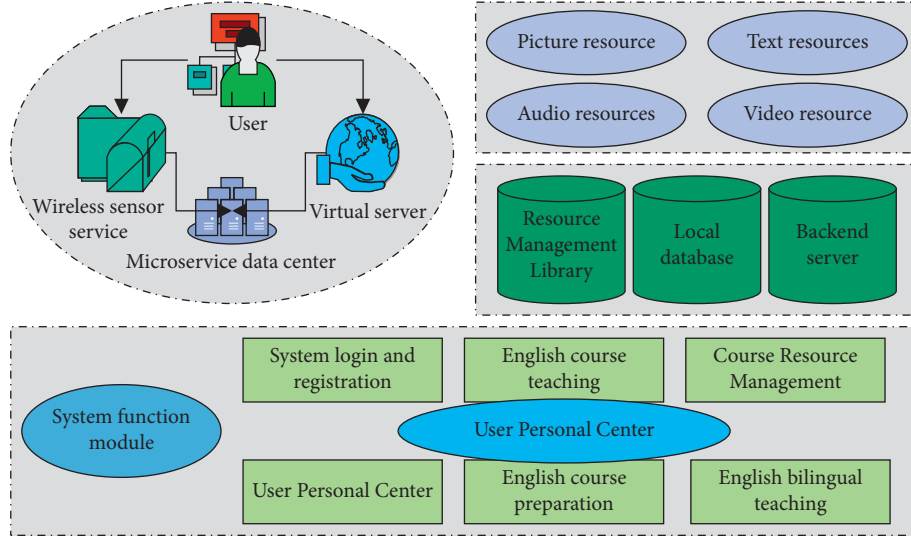 User
Wireless sensor
service
Virtual server
Microservice data center
Picture resource
Text resources
Audio resources
Video resource
Resource
Management
Library
Local
database
Backend
server
System function
module
System login and
registration
English course
teaching
Course Resource
Management
User Personal Center
User Personal Center
English course
preparation
English bilingual
teaching